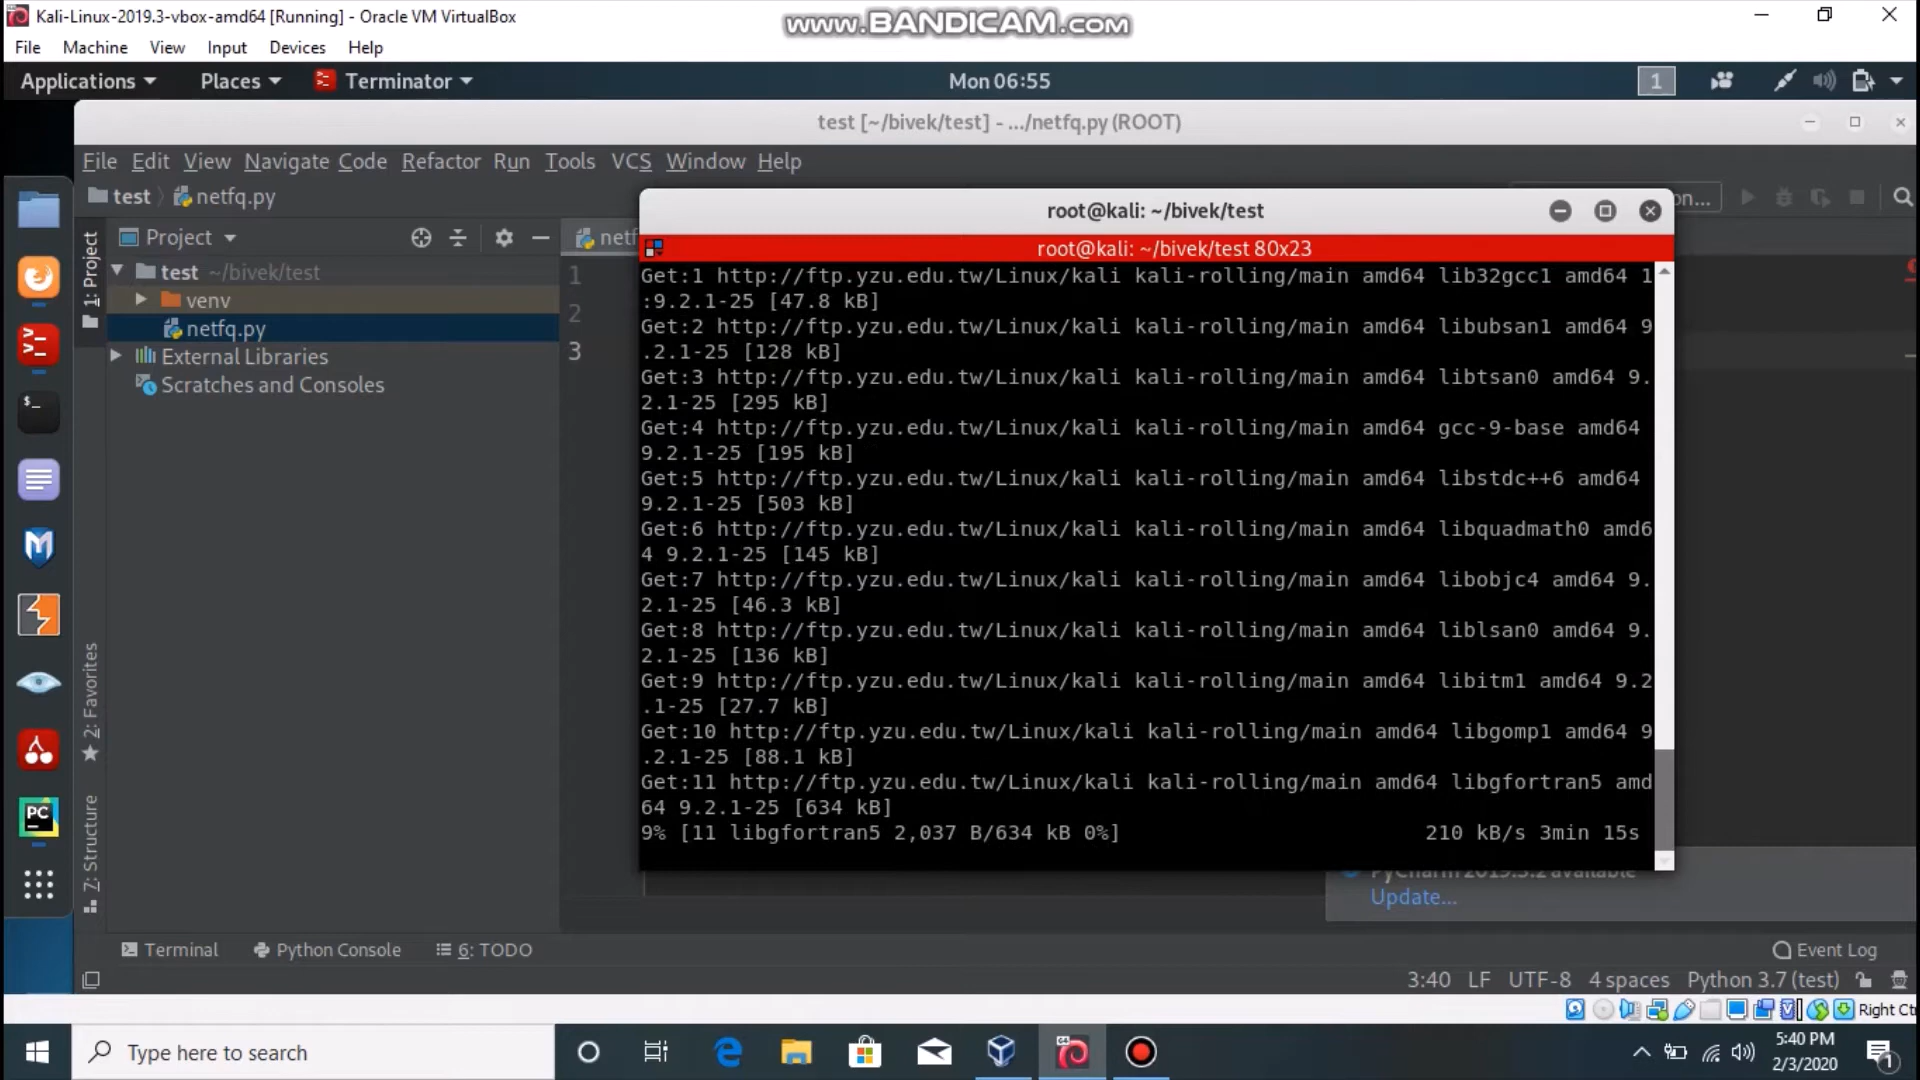 Kali-Linux-2019.3-vbox-amd64 [Running] - Oracle VM VirtualBox
www.BANDICAM.com
File Machine View Input Devices Help
Applications Places Terminator Mon 06:55 1
test [~/bivek/test] - .../netfq.py (ROOT)
File Edit View Navigate Code Refactor Run Tools VCS Window Help
test netfq.py
on...
root@kali: ~/bivek/test
Project
netf
root@kali: ~/bivek/test 80x23
1: Project
test ~/bivek/test
venv
netfq.py
External Libraries
Scratches and Consoles
1
2
3
Get:1 http://ftp.yzu.edu.tw/Linux/kali kali-rolling/main amd64 lib32gcc1 amd64 1
:9.2.1-25 [47.8 kB]
Get:2 http://ftp.yzu.edu.tw/Linux/kali kali-rolling/main amd64 libubsan1 amd64 9
.2.1-25 [128 kB]
Get:3 http://ftp.yzu.edu.tw/Linux/kali kali-rolling/main amd64 libtsan0 amd64 9.
2.1-25 [295 kB]
Get:4 http://ftp.yzu.edu.tw/Linux/kali kali-rolling/main amd64 gcc-9-base amd64
9.2.1-25 [195 kB]
Get:5 http://ftp.yzu.edu.tw/Linux/kali kali-rolling/main amd64 libstdc++6 amd64
9.2.1-25 [503 kB]
Get:6 http://ftp.yzu.edu.tw/Linux/kali kali-rolling/main amd64 libquadmath0 amd6
4 9.2.1-25 [145 kB]
Get:7 http://ftp.yzu.edu.tw/Linux/kali kali-rolling/main amd64 libobjc4 amd64 9.
2.1-25 [46.3 kB]
Get:8 http://ftp.yzu.edu.tw/Linux/kali kali-rolling/main amd64 liblsan0 amd64 9.
2.1-25 [136 kB]
Get:9 http://ftp.yzu.edu.tw/Linux/kali kali-rolling/main amd64 libitm1 amd64 9.2
.1-25 [27.7 kB]
Get:10 http://ftp.yzu.edu.tw/Linux/kali kali-rolling/main amd64 libgomp1 amd64 9
.2.1-25 [88.1 kB]
Get:11 http://ftp.yzu.edu.tw/Linux/kali kali-rolling/main amd64 libgfortran5 amd
64 9.2.1-25 [634 kB]
9% [11 libgfortran5 2,037 B/634 kB 0%] 210 kB/s 3min 15s
2: Favorites
PC
7: Structure
PyCharm 2019.3.2 available
Update...
Terminal Python Console 6: TODO Event Log
3:40 LF UTF-8 4 spaces Python 3.7 (test)
Right Ct
Type here to search
5:40 PM
2/3/2020
1